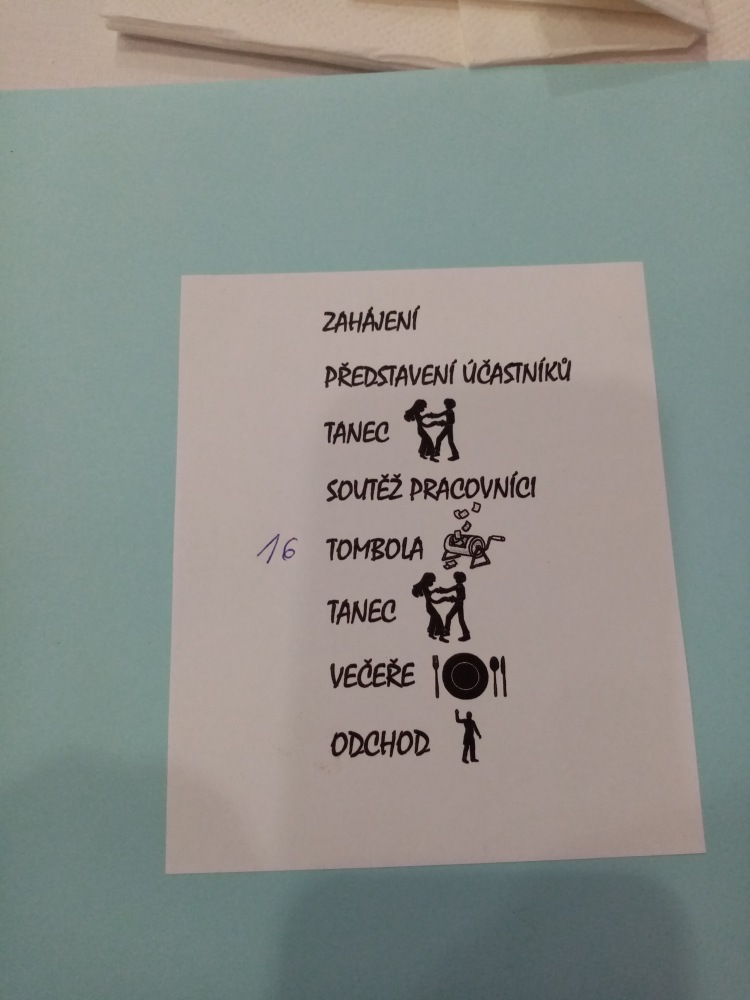 ZAHÁJENÍ
PŘEDSTAVENÍ ÚČASTNÍKŮ
TANEC
SOUTĚŽ PRACOVNÍCI
16 TOMBOLA
TANEC
VEČEŘE
ODCHOD